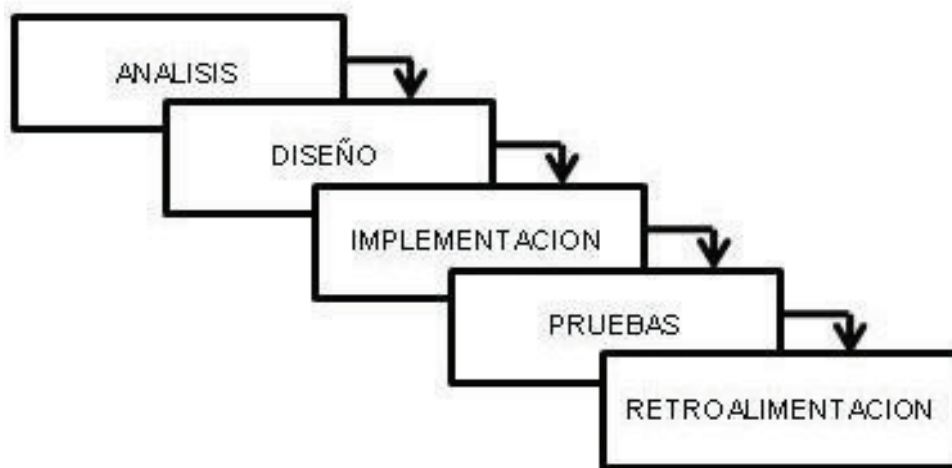 ANALISIS
DISEÑO
IMPLEMENTACION
PRUEBAS
RETROALIMENTACION